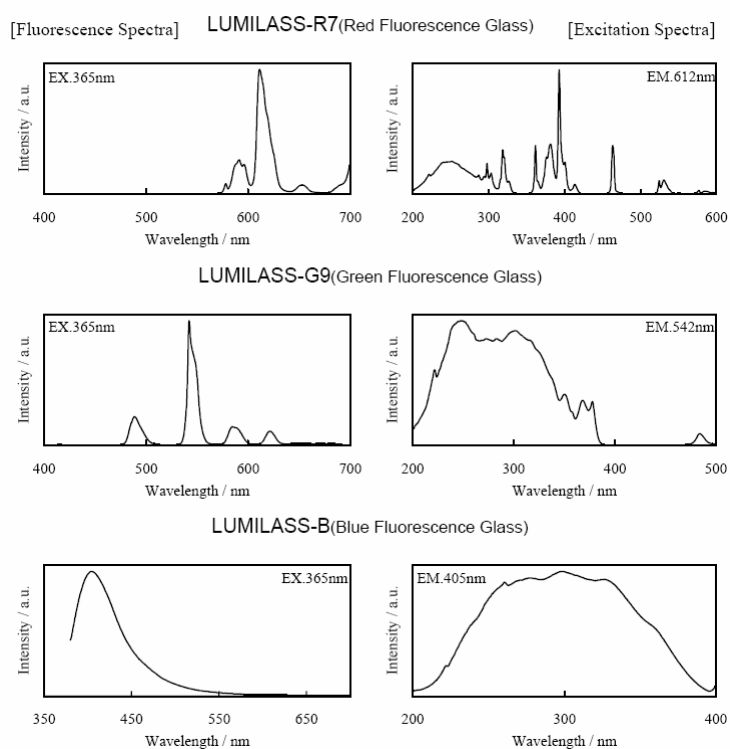 [Fluorescence Spectra] LUMILASS-R7(Red Fluorescence Glass) [Excitation Spectra]
EX.365nm
Intensity / a.u.
400 500 600 700
Wavelength / nm
EM.612nm
Intensity / a.u.
200 300 400 500 600
Wavelength / nm
LUMILASS-G9(Green Fluorescence Glass)
EX.365nm
Intensity / a.u.
400 500 600 700
Wavelength / nm
EM.542nm
Intensity / a.u.
200 300 400 500
Wavelength / nm
LUMILASS-B(Blue Fluorescence Glass)
EX.365nm
Intensity / a.u.
350 450 550 650
Wavelength / nm
EM.405nm
Intensity / a.u.
200 300 400
Wavelength / nm